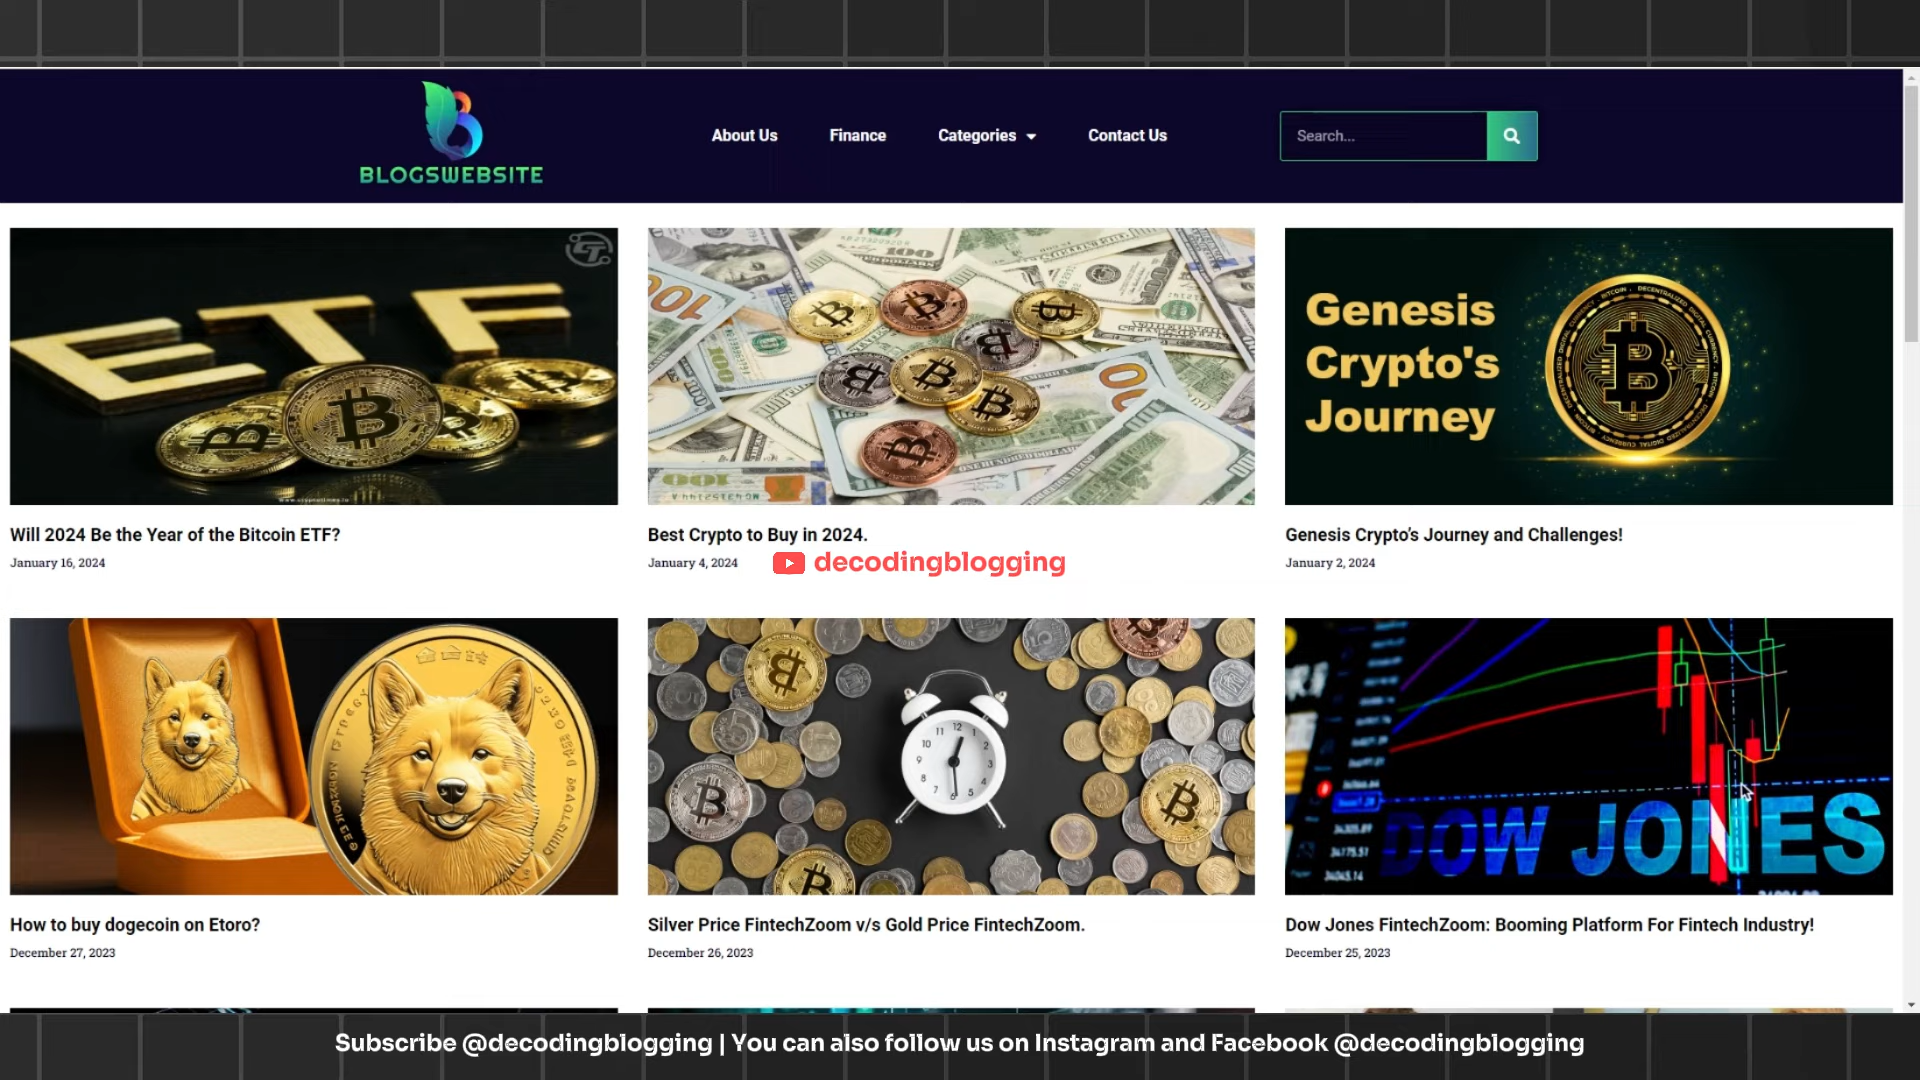 BLOGSWEBSITE
About Us
Finance
Categories
Contact Us
Search...
ETF
Genesis
Crypto's
Journey
Will 2024 Be the Year of the Bitcoin ETF?
January 16, 2024
Best Crypto to Buy in 2024.
January 4, 2024
decodingblogging
Genesis Crypto’s Journey and Challenges!
January 2, 2024
DOW JONES
How to buy dogecoin on Etoro?
December 27, 2023
Silver Price FintechZoom v/s Gold Price FintechZoom.
December 26, 2023
Dow Jones FintechZoom: Booming Platform For Fintech Industry!
December 25, 2023
Subscribe @decodingblogging | You can also follow us on Instagram and Facebook @decodingblogging